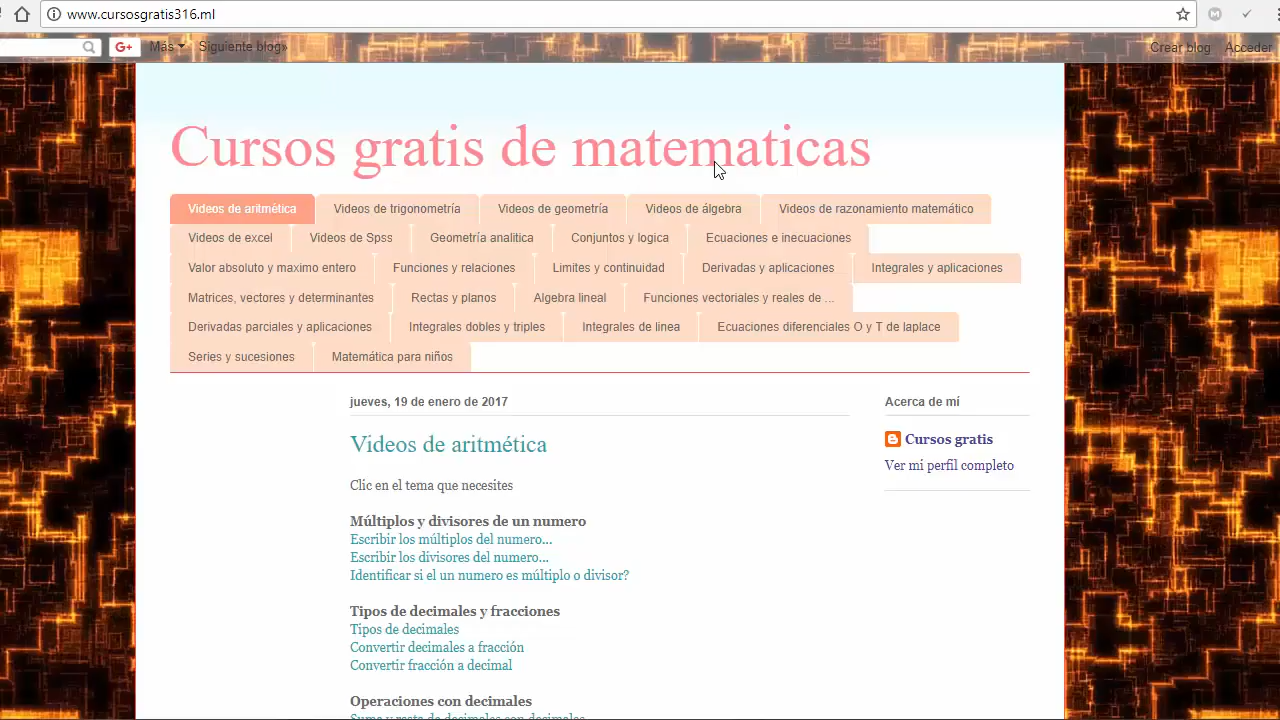 www.cursosgratis316.ml
G+ Más Siguiente blog» Crear blog Acceder
Cursos gratis de matematicas
Videos de aritmètica Videos de trigonometría Videos de geometría Videos de álgebra Videos de razonamiento matemático
Videos de excel Videos de Spss Geometría analitica Conjuntos y logica Ecuaciones e inecuaciones
Valor absoluto y maximo entero Funciones y relaciones Limites y continuidad Derivadas y aplicaciones Integrales y aplicaciones
Matrices, vectores y determinantes Rectas y planos Algebra lineal Funciones vectoriales y reales de ...
Derivadas parciales y aplicaciones Integrales dobles y triples Integrales de linea Ecuaciones diferenciales O y T de laplace
Series y sucesiones Matemática para niños
jueves, 19 de enero de 2017
Videos de aritmética
Clic en el tema que necesites
Múltiplos y divisores de un numero
Escribir los múltiplos del numero...
Escribir los divisores del numero...
Identificar si el un numero es múltiplo o divisor?
Tipos de decimales y fracciones
Tipos de decimales
Convertir decimales a fracción
Convertir fracción a decimal
Operaciones con decimales
Suma y resta de decimales con decimales
Acerca de mí
Cursos gratis
Ver mi perfil completo